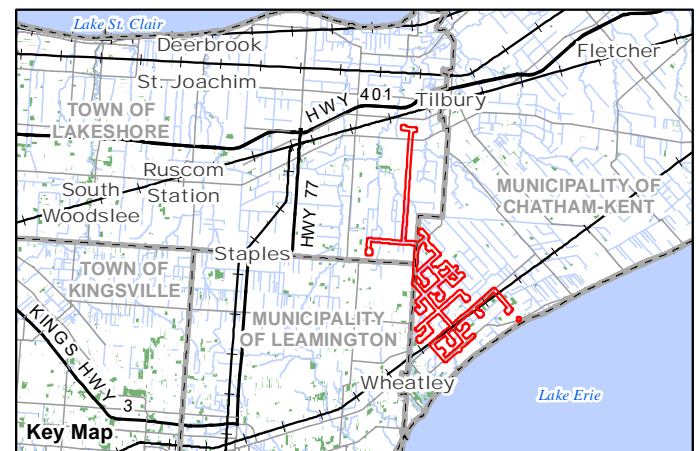 Lake St. Clair
Deerbrook
Fletcher
St. Joachim
HWY 401
Tilbury
TOWN OF
LAKESHORE
Ruscom
Station
MUNICIPALITY OF
CHATHAM-KENT
South
Woodslee
HWY 77
Staples
TOWN OF
KINGSVILLE
MUNICIPALITY
OF LEAMINGTON
KINGS HWY 3
Wheatley
Lake Erie
Key Map